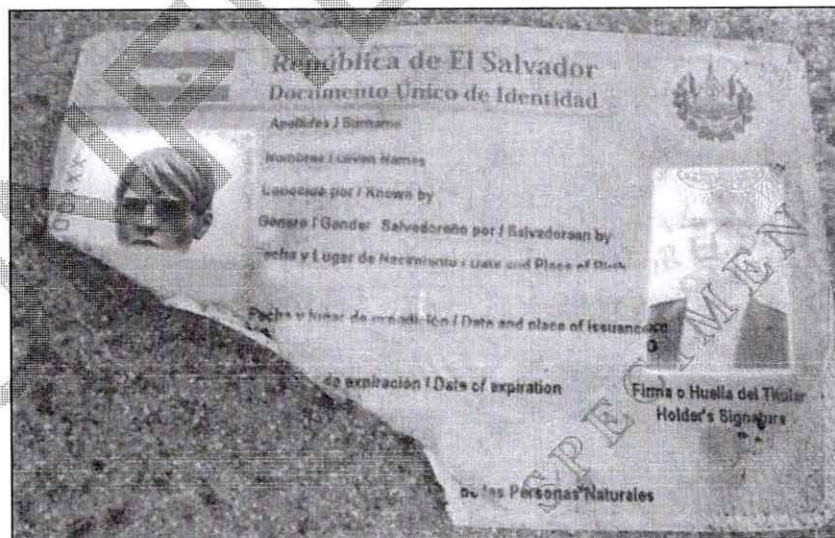 República de El Salvador
Documento Único de Identidad
Apellidos / Surname
Nombres / Given Names
Conocido por / Known by
Género / Gender Salvadoreño por / Salvadorean by
Fecha y Lugar de Nacimiento / Date and Place of Birth
Fecha y lugar de expedición / Date and place of issuance
de expiración / Date of expiration
Firma o Huella del Titular
Holder's Signature
de las Personas Naturales
SPECIMEN